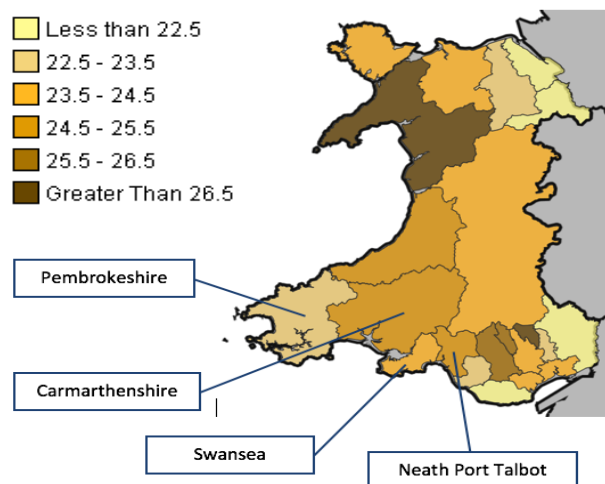 Less than 22.5
22.5 - 23.5
23.5 - 24.5
24.5 - 25.5
25.5 - 26.5
Greater Than 26.5
Pembrokeshire
Carmarthenshire
Swansea
Neath Port Talbot